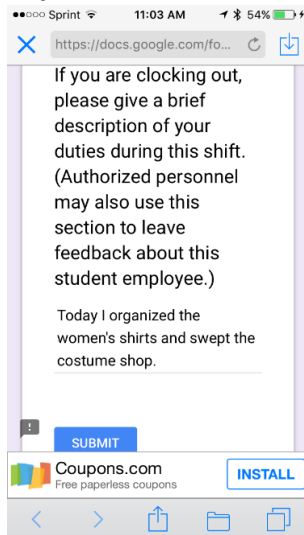 Sprint 11:03 AM 54%
https://docs.google.com/fo...
If you are clocking out,
please give a brief
description of your
duties during this shift.
(Authorized personnel
may also use this
section to leave
feedback about this
student employee.)
Today I organized the
women's shirts and swept the
costume shop.
!
SUBMIT
Coupons.com
Free paperless coupons
INSTALL